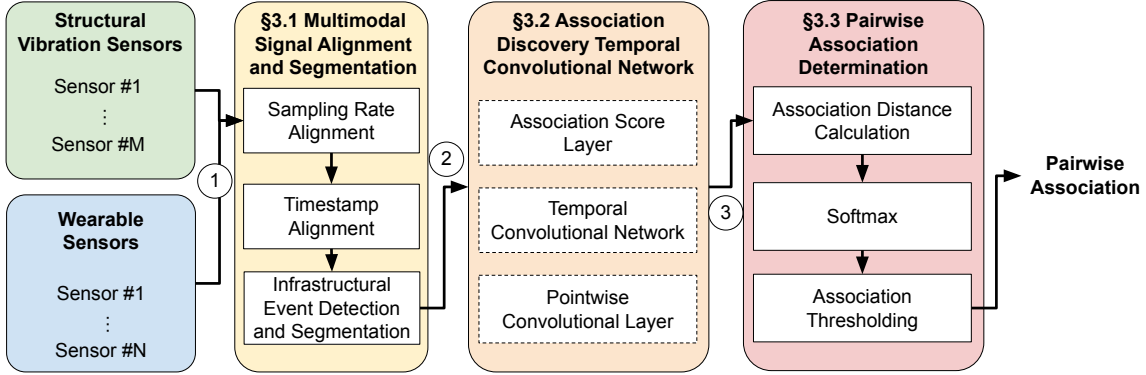 Structural
Vibration Sensors
Sensor #1
⋮
Sensor #M
Wearable
Sensors
Sensor #1
⋮
Sensor #N
1
§3.1 Multimodal
Signal Alignment
and Segmentation
Sampling Rate
Alignment
Timestamp
Alignment
Infrastructural
Event Detection
and Segmentation
2
§3.2 Association
Discovery Temporal
Convolutional Network
Association Score
Layer
Temporal
Convolutional Network
Pointwise
Convolutional Layer
3
§3.3 Pairwise
Association
Determination
Association Distance
Calculation
Softmax
Association
Thresholding
Pairwise
Association